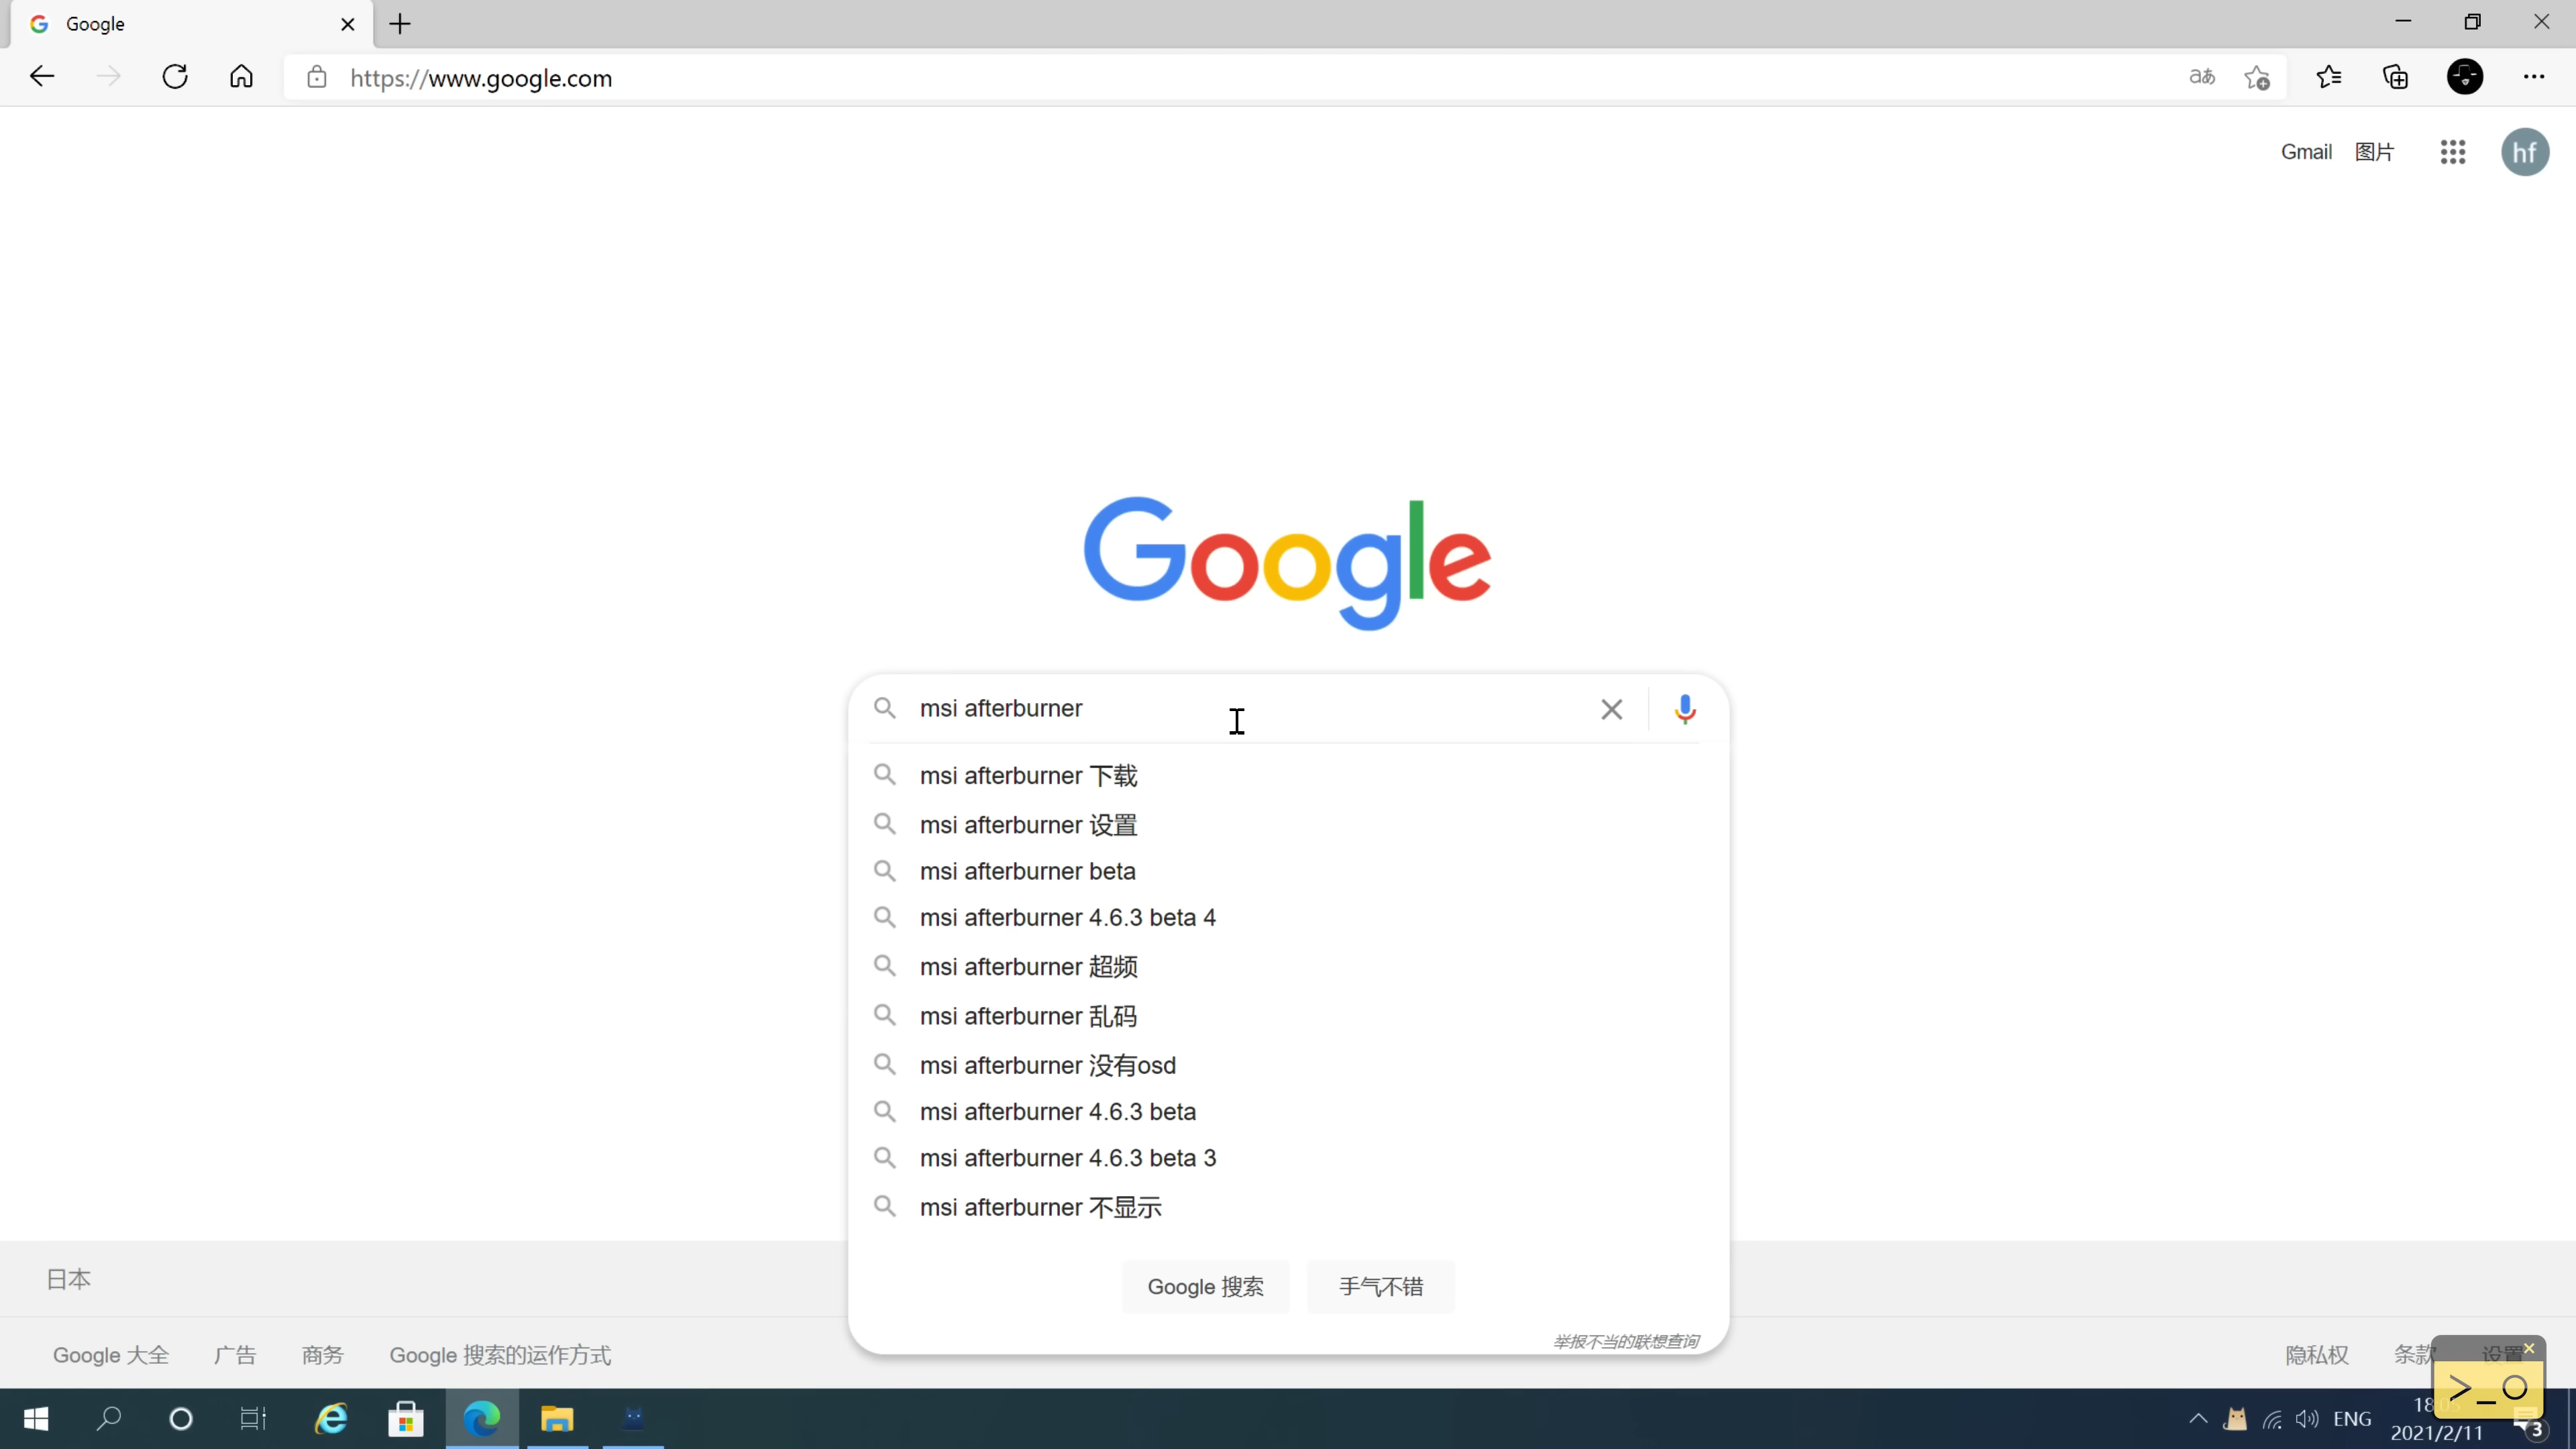 Google
https://www.google.com
Gmail 图片
hf
Google
msi afterburner
msi afterburner 下载
msi afterburner 设置
msi afterburner beta
msi afterburner 4.6.3 beta 4
msi afterburner 超频
msi afterburner 乱码
msi afterburner 没有osd
msi afterburner 4.6.3 beta
msi afterburner 4.6.3 beta 3
msi afterburner 不显示
Google 搜索 手气不错
举报不当的联想查询
日本
Google 大全 广告 商务 Google 搜索的运作方式 隐私权 条款 设置
ENG
2021/2/11
3